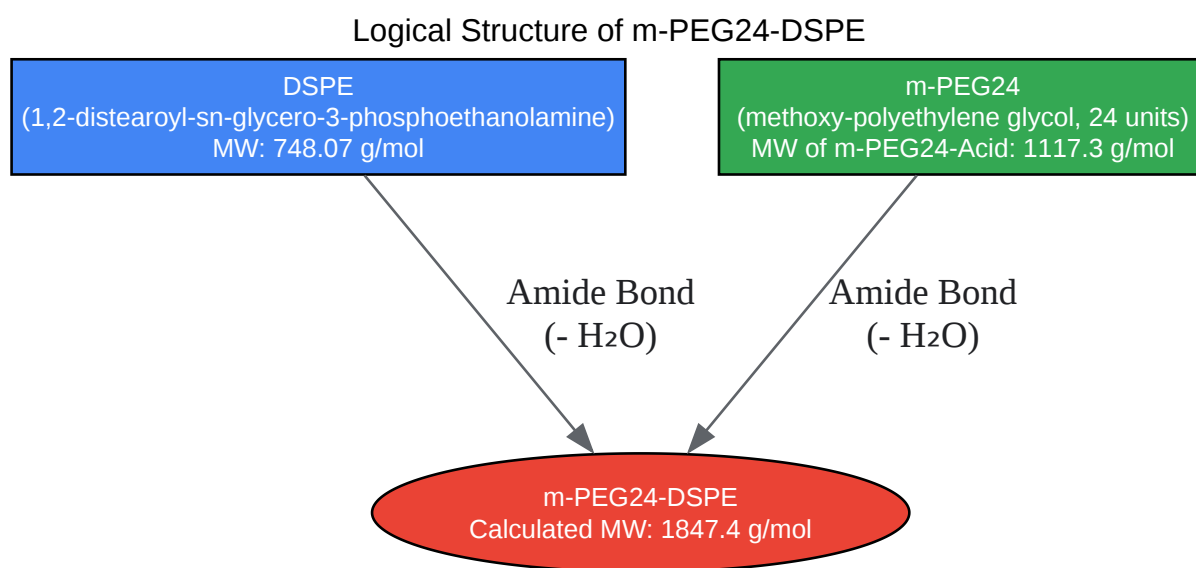 Logical Structure of m-PEG24-DSPE
DSPE
(1,2-distearoyl-sn-glycero-3-phosphoethanolamine)
MW: 748.07 g/mol
m-PEG24
(methoxy-polyethylene glycol, 24 units)
MW of m-PEG24-Acid: 1117.3 g/mol
Amide Bond
(- H₂O)
Amide Bond
(- H₂O)
m-PEG24-DSPE
Calculated MW: 1847.4 g/mol